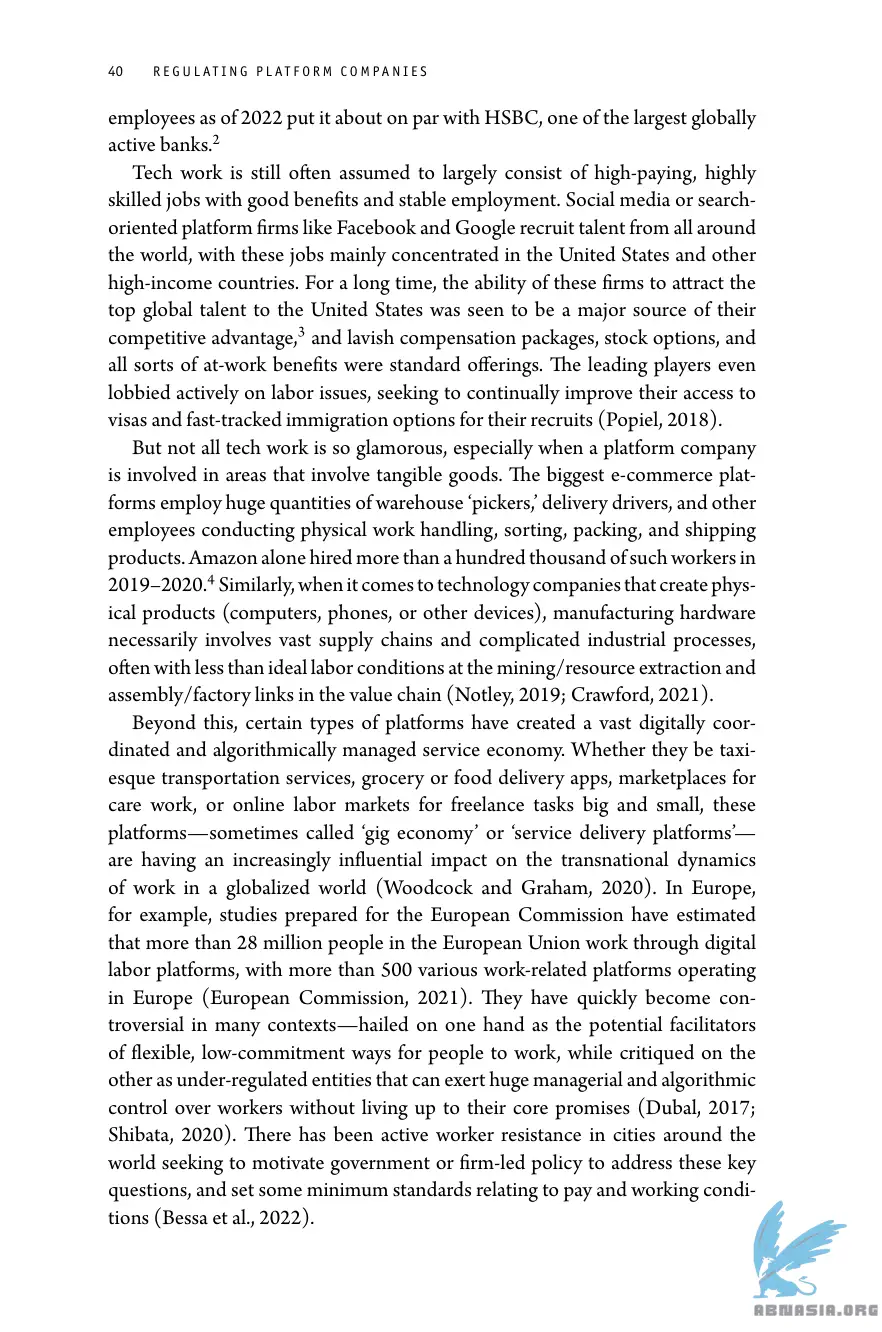 40 REGULATING PLATFORM COMPANIES
employees as of 2022 put it about on par with HSBC, one of the largest globally
active banks.2
Tech work is still often assumed to largely consist of high-paying, highly
skilled jobs with good benefits and stable employment. Social media or search-
oriented platform firms like Facebook and Google recruit talent from all around
the world, with these jobs mainly concentrated in the United States and other
high-income countries. For a long time, the ability of these firms to attract the
top global talent to the United States was seen to be a major source of their
competitive advantage,3 and lavish compensation packages, stock options, and
all sorts of at-work benefits were standard offerings. The leading players even
lobbied actively on labor issues, seeking to continually improve their access to
visas and fast-tracked immigration options for their recruits (Popiel, 2018).
But not all tech work is so glamorous, especially when a platform company
is involved in areas that involve tangible goods. The biggest e-commerce plat-
forms employ huge quantities of warehouse ‘pickers,’ delivery drivers, and other
employees conducting physical work handling, sorting, packing, and shipping
products. Amazon alone hired more than a hundred thousand of such workers in
2019–2020.4 Similarly, when it comes to technology companies that create phys-
ical products (computers, phones, or other devices), manufacturing hardware
necessarily involves vast supply chains and complicated industrial processes,
often with less than ideal labor conditions at the mining/resource extraction and
assembly/factory links in the value chain (Notley, 2019; Crawford, 2021).
Beyond this, certain types of platforms have created a vast digitally coor-
dinated and algorithmically managed service economy. Whether they be taxi-
esque transportation services, grocery or food delivery apps, marketplaces for
care work, or online labor markets for freelance tasks big and small, these
platforms—sometimes called ‘gig economy’ or ‘service delivery platforms’—
are having an increasingly influential impact on the transnational dynamics
of work in a globalized world (Woodcock and Graham, 2020). In Europe,
for example, studies prepared for the European Commission have estimated
that more than 28 million people in the European Union work through digital
labor platforms, with more than 500 various work-related platforms operating
in Europe (European Commission, 2021). They have quickly become con-
troversial in many contexts—hailed on one hand as the potential facilitators
of flexible, low-commitment ways for people to work, while critiqued on the
other as under-regulated entities that can exert huge managerial and algorithmic
control over workers without living up to their core promises (Dubal, 2017;
Shibata, 2020). There has been active worker resistance in cities around the
world seeking to motivate government or firm-led policy to address these key
questions, and set some minimum standards relating to pay and working condi-
tions (Bessa et al., 2022).
ABNASIA.ORG